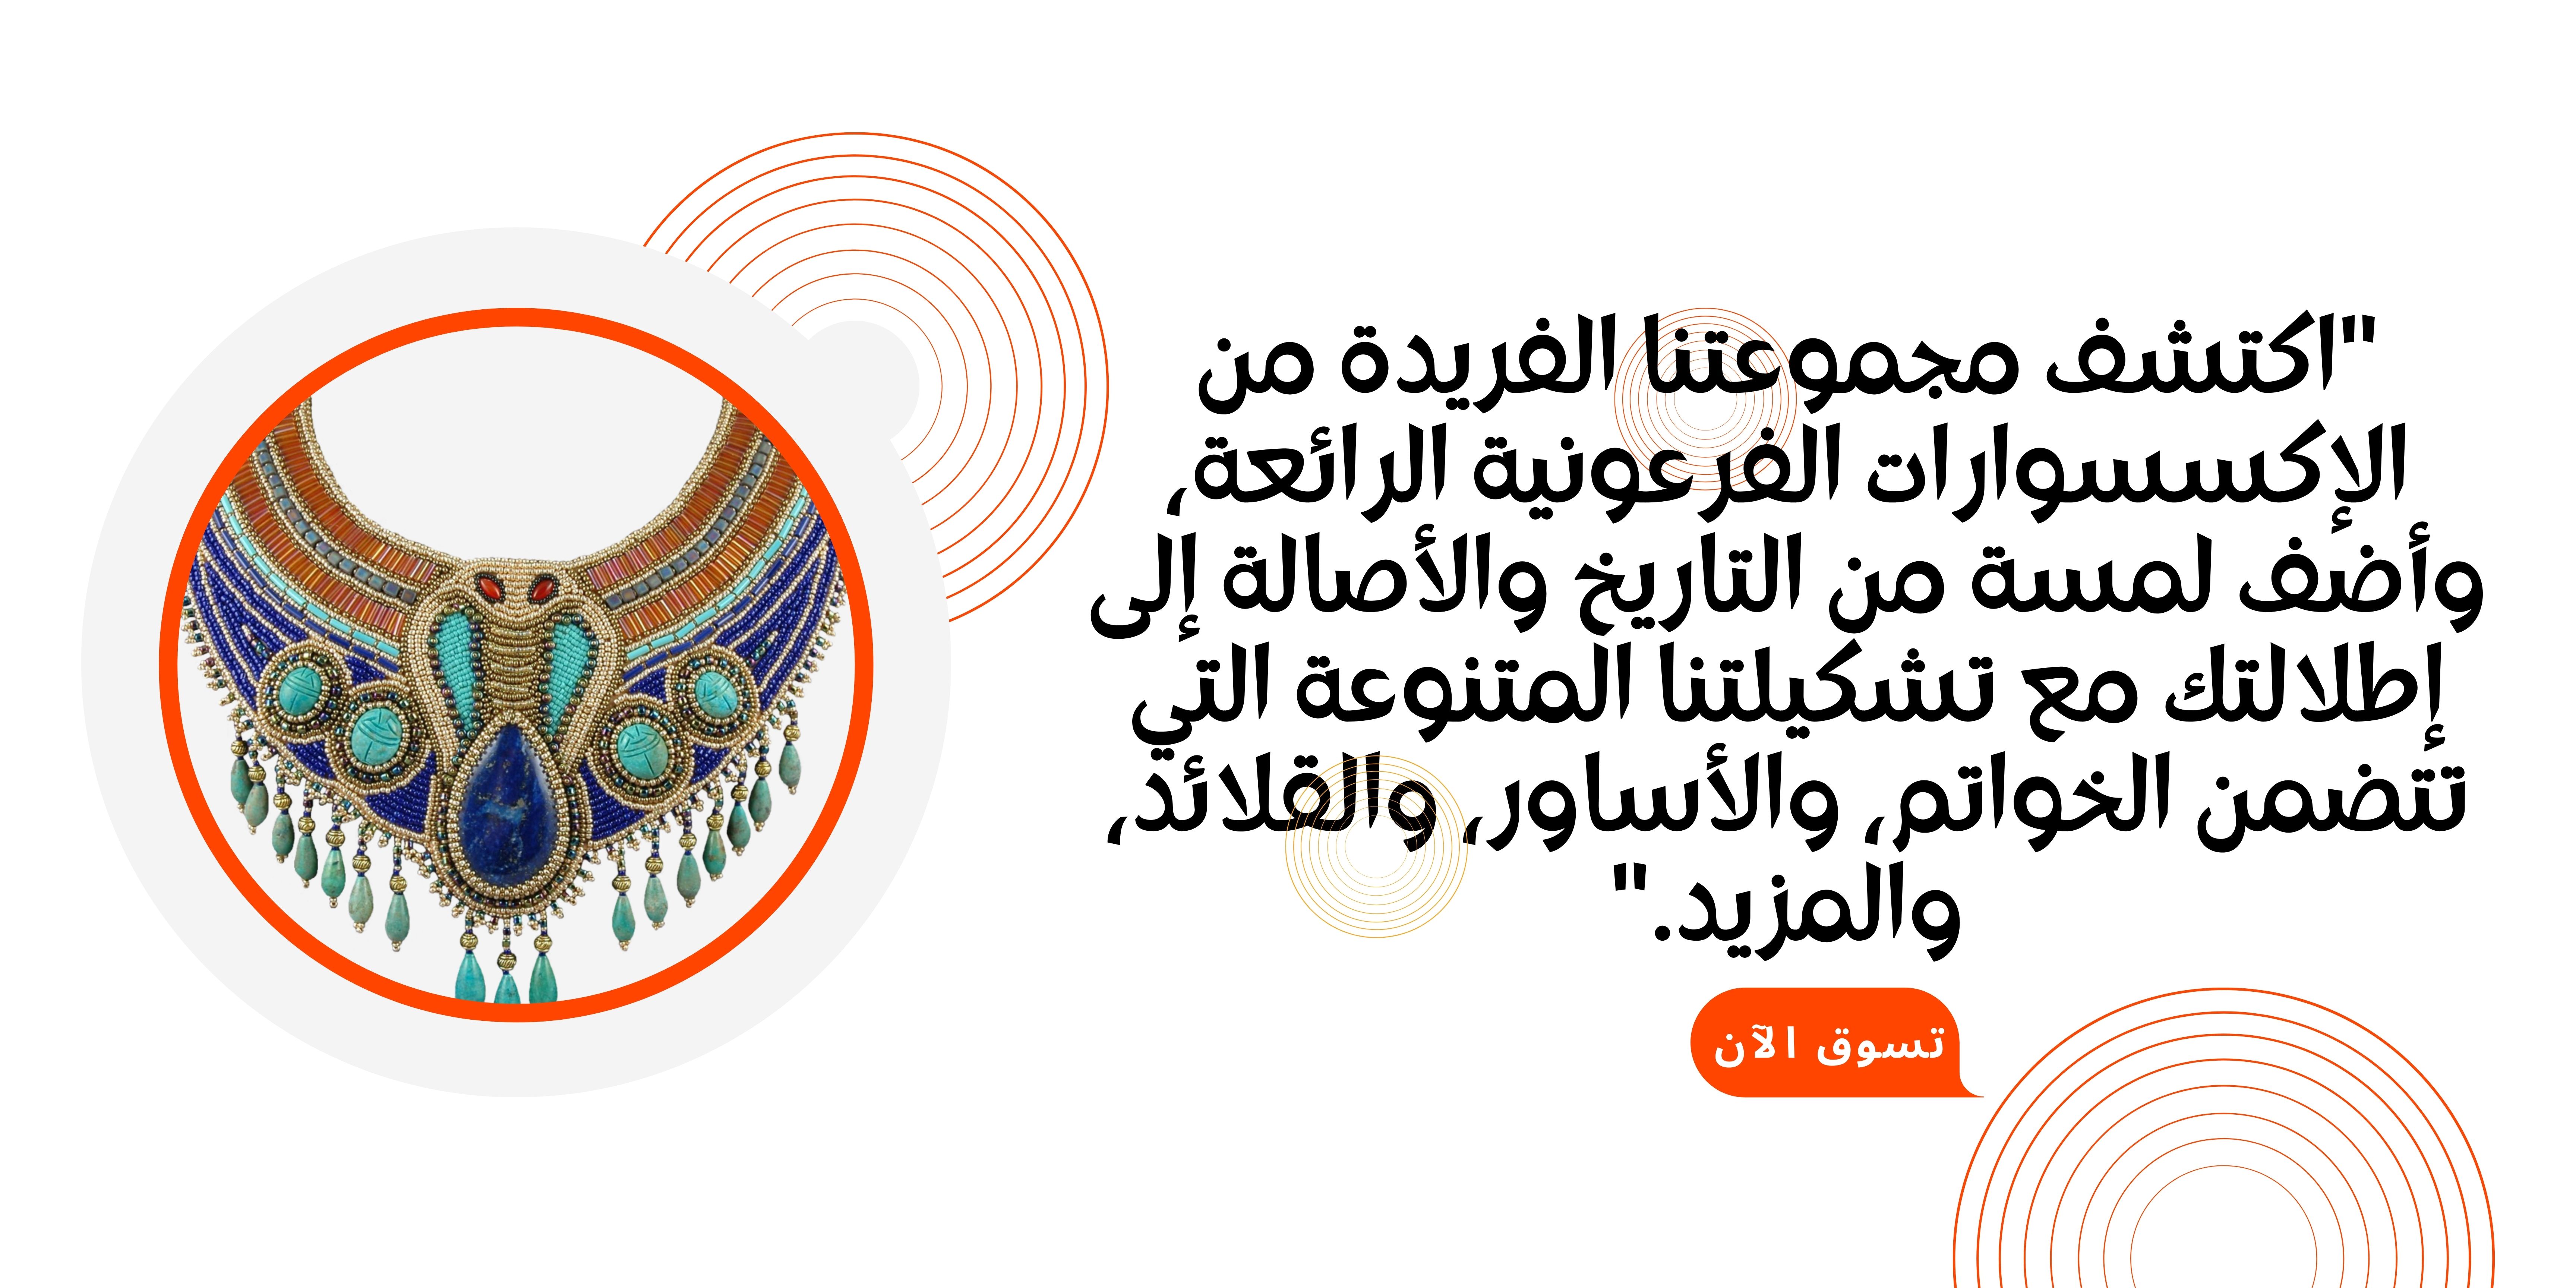 "اكتشف مجموعتنا الفريدة من
الإكسسوارات الفرعونية الرائعة،
وأضف لمسة من التاريخ والأصالة إلى
إطلالتك مع تشكيلتنا المتنوعة التي
تتضمن الخواتم، والأساور، والقلائد،
والمزيد."
تسوق الآن